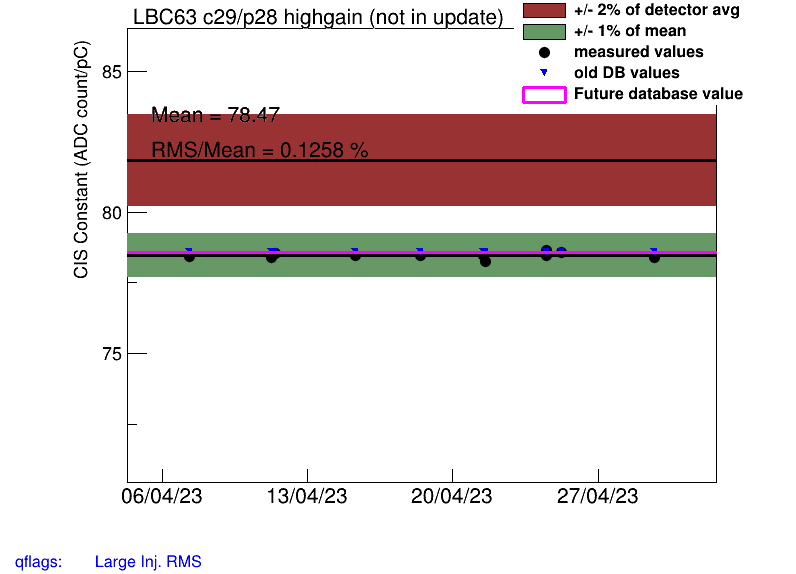 LBC63 c29/p28 highgain (not in update)
+/- 2% of detector avg
+/- 1% of mean
measured values
old DB values
Future database value
CIS Constant (ADC count/pC)
85
80
75
Mean = 78.47
RMS/Mean = 0.1258 %
06/04/23 13/04/23 20/04/23 27/04/23
qflags: Large Inj. RMS